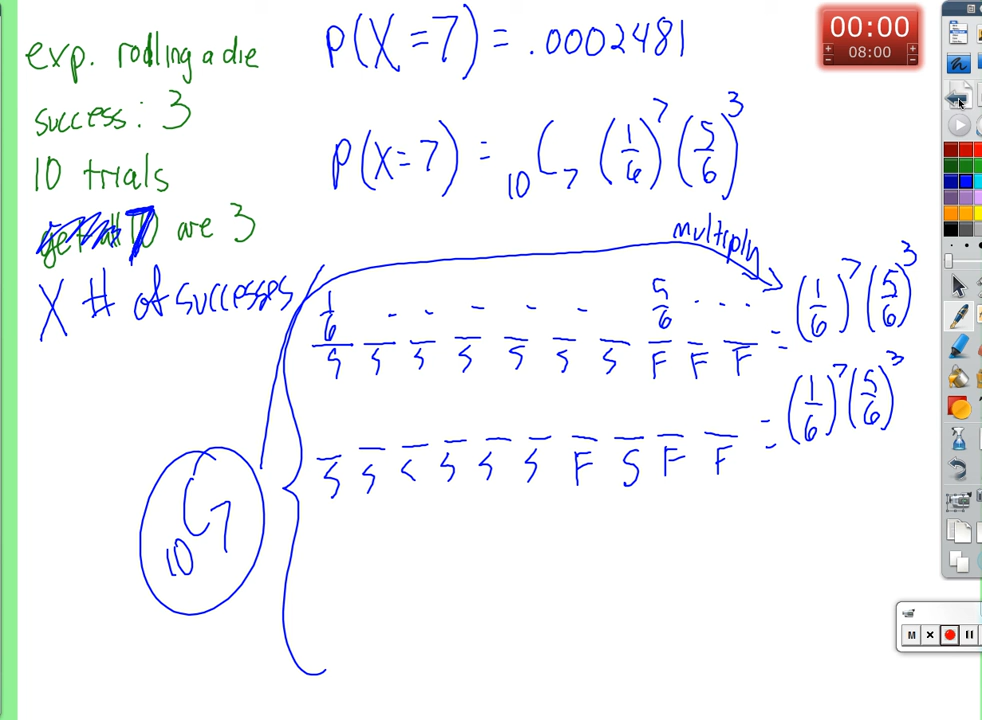 exp. rolling a die
success: 3
10 trials
7 are 3
X # of successes
P(X=7) = .0002481
P(X=7) = 10C7 (1/6)^7 (5/6)^3
multiply
1/6 - - - - - 5/6 . . . = (1/6)^7 (5/6)^3
S S S S S S S F F F
= (1/6)^7 (5/6)^3
S S S S S S F S F F
10C7
00:00
08:00
M